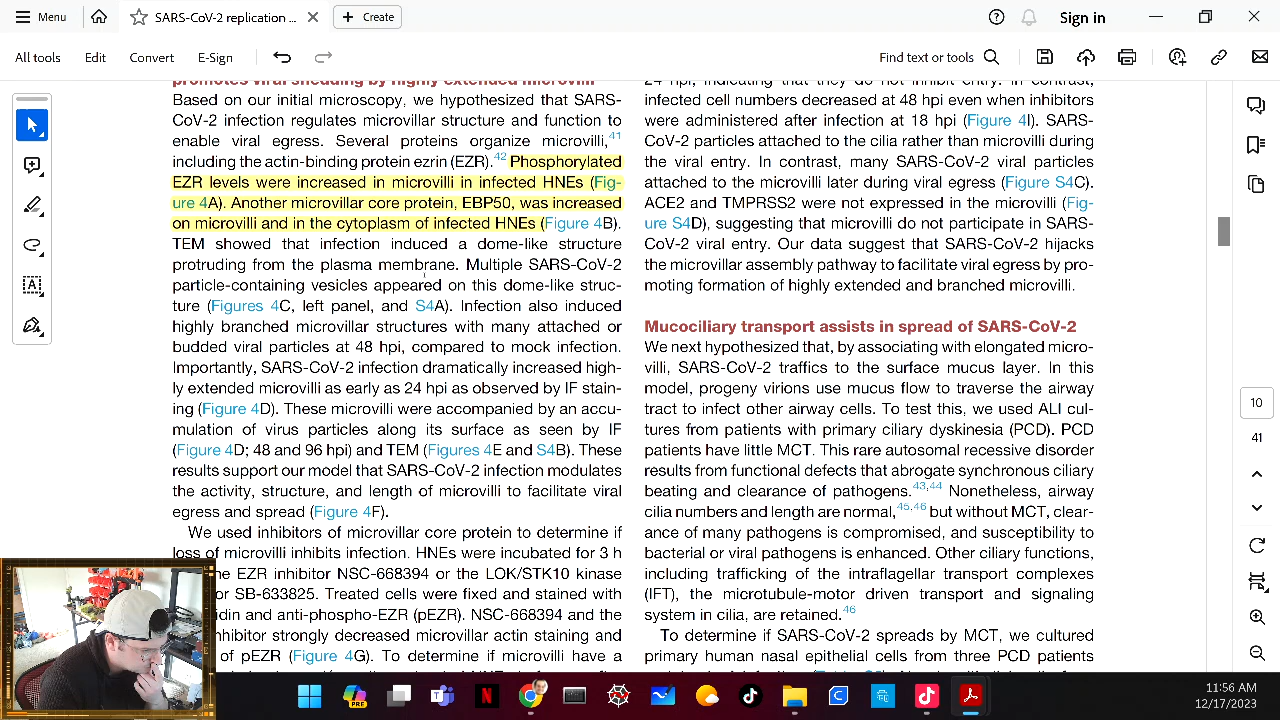 Menu
SARS-CoV-2 replication ...
Create
Sign in
All tools
Edit
Convert
E-Sign
Find text or tools
promotes viral shedding by highly extended microvilli
Based on our initial microscopy, we hypothesized that SARS-
CoV-2 infection regulates microvillar structure and function to
enable viral egress. Several proteins organize microvilli,41
including the actin-binding protein ezrin (EZR).42 Phosphorylated
EZR levels were increased in microvilli in infected HNEs (Fig-
ure 4A). Another microvillar core protein, EBP50, was increased
on microvilli and in the cytoplasm of infected HNEs (Figure 4B).
TEM showed that infection induced a dome-like structure
protruding from the plasma membrane. Multiple SARS-CoV-2
particle-containing vesicles appeared on this dome-like struc-
ture (Figures 4C, left panel, and S4A). Infection also induced
highly branched microvillar structures with many attached or
budded viral particles at 48 hpi, compared to mock infection.
Importantly, SARS-CoV-2 infection dramatically increased high-
ly extended microvilli as early as 24 hpi as observed by IF stain-
ing (Figure 4D). These microvilli were accompanied by an accu-
mulation of virus particles along its surface as seen by IF
(Figure 4D; 48 and 96 hpi) and TEM (Figures 4E and S4B). These
results support our model that SARS-CoV-2 infection modulates
the activity, structure, and length of microvilli to facilitate viral
egress and spread (Figure 4F).
We used inhibitors of microvillar core protein to determine if
loss of microvilli inhibits infection. HNEs were incubated for 3 h
EZR inhibitor NSC-668394 or the LOK/STK10 kinase
or SB-633825. Treated cells were fixed and stained with
and anti-phospho-EZR (pEZR). NSC-668394 and the
inhibitor strongly decreased microvillar actin staining and
of pEZR (Figure 4G). To determine if microvilli have a
24 hpi, indicating that they do not inhibit entry. In contrast,
infected cell numbers decreased at 48 hpi even when inhibitors
were administered after infection at 18 hpi (Figure 4I). SARS-
CoV-2 particles attached to the cilia rather than microvilli during
the viral entry. In contrast, many SARS-CoV-2 viral particles
attached to the microvilli later during viral egress (Figure S4C).
ACE2 and TMPRSS2 were not expressed in the microvilli (Fig-
ure S4D), suggesting that microvilli do not participate in SARS-
CoV-2 viral entry. Our data suggest that SARS-CoV-2 hijacks
the microvillar assembly pathway to facilitate viral egress by pro-
moting formation of highly extended and branched microvilli.
Mucociliary transport assists in spread of SARS-CoV-2
We next hypothesized that, by associating with elongated micro-
villi, SARS-CoV-2 traffics to the surface mucus layer. In this
model, progeny virions use mucus flow to traverse the airway
tract to infect other airway cells. To test this, we used ALI cul-
tures from patients with primary ciliary dyskinesia (PCD). PCD
patients have little MCT. This rare autosomal recessive disorder
results from functional defects that abrogate synchronous ciliary
beating and clearance of pathogens.43,44 Nonetheless, airway
cilia numbers and length are normal,45,46 but without MCT, clear-
ance of many pathogens is compromised, and susceptibility to
bacterial or viral pathogens is enhanced. Other ciliary functions,
including trafficking of the intraflagellar transport complexes
(IFT), the microtubule-motor driven transport and signaling
system in cilia, are retained.46
To determine if SARS-CoV-2 spreads by MCT, we cultured
primary human nasal epithelial cells from three PCD patients
10
41
PRE
11:56 AM
12/17/2023